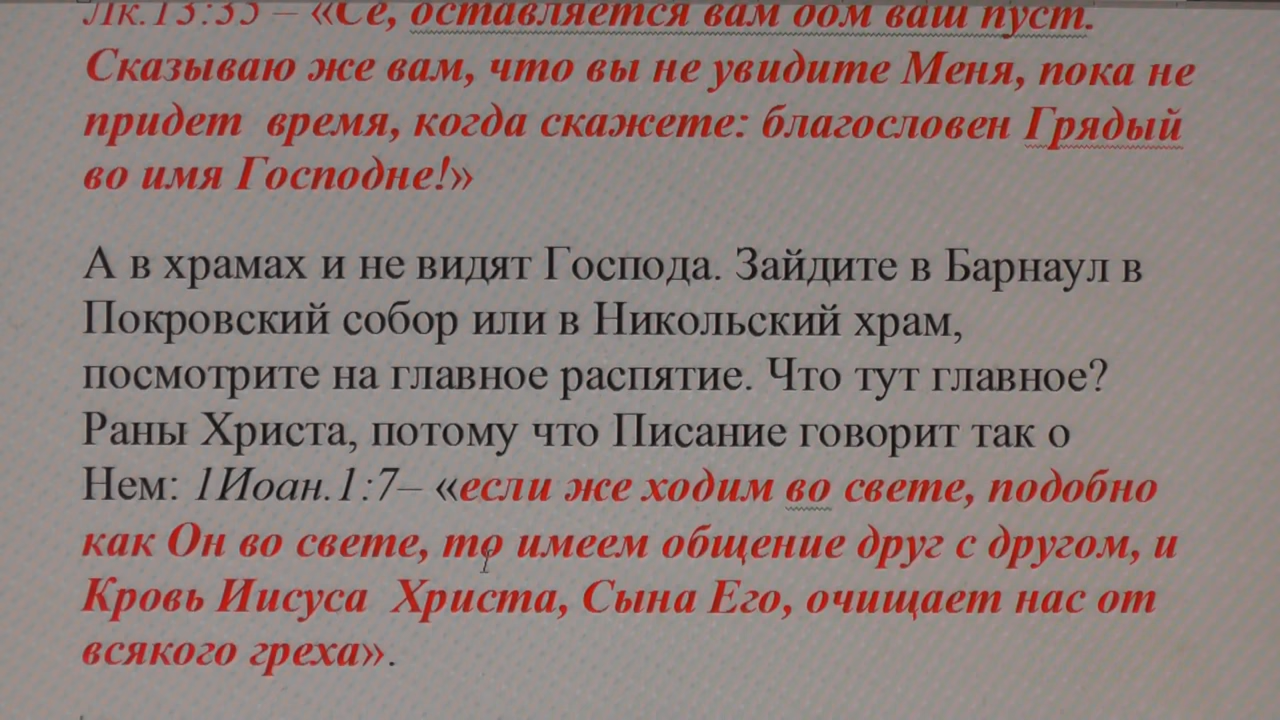 Лк.13:35 – «Се, оставляется вам дом ваш пуст.
Сказываю же вам, что вы не увидите Меня, пока не
придет время, когда скажете: благословен Грядый
во имя Господне!»
А в храмах и не видят Господа. Зайдите в Барнаул в
Покровский собор или в Никольский храм,
посмотрите на главное распятие. Что тут главное?
Раны Христа, потому что Писание говорит так о
Нем: 1Иоан.1:7– «если же ходим во свете, подобно
как Он во свете, то имеем общение друг с другом, и
Кровь Иисуса Христа, Сына Его, очищает нас от
всякого греха».